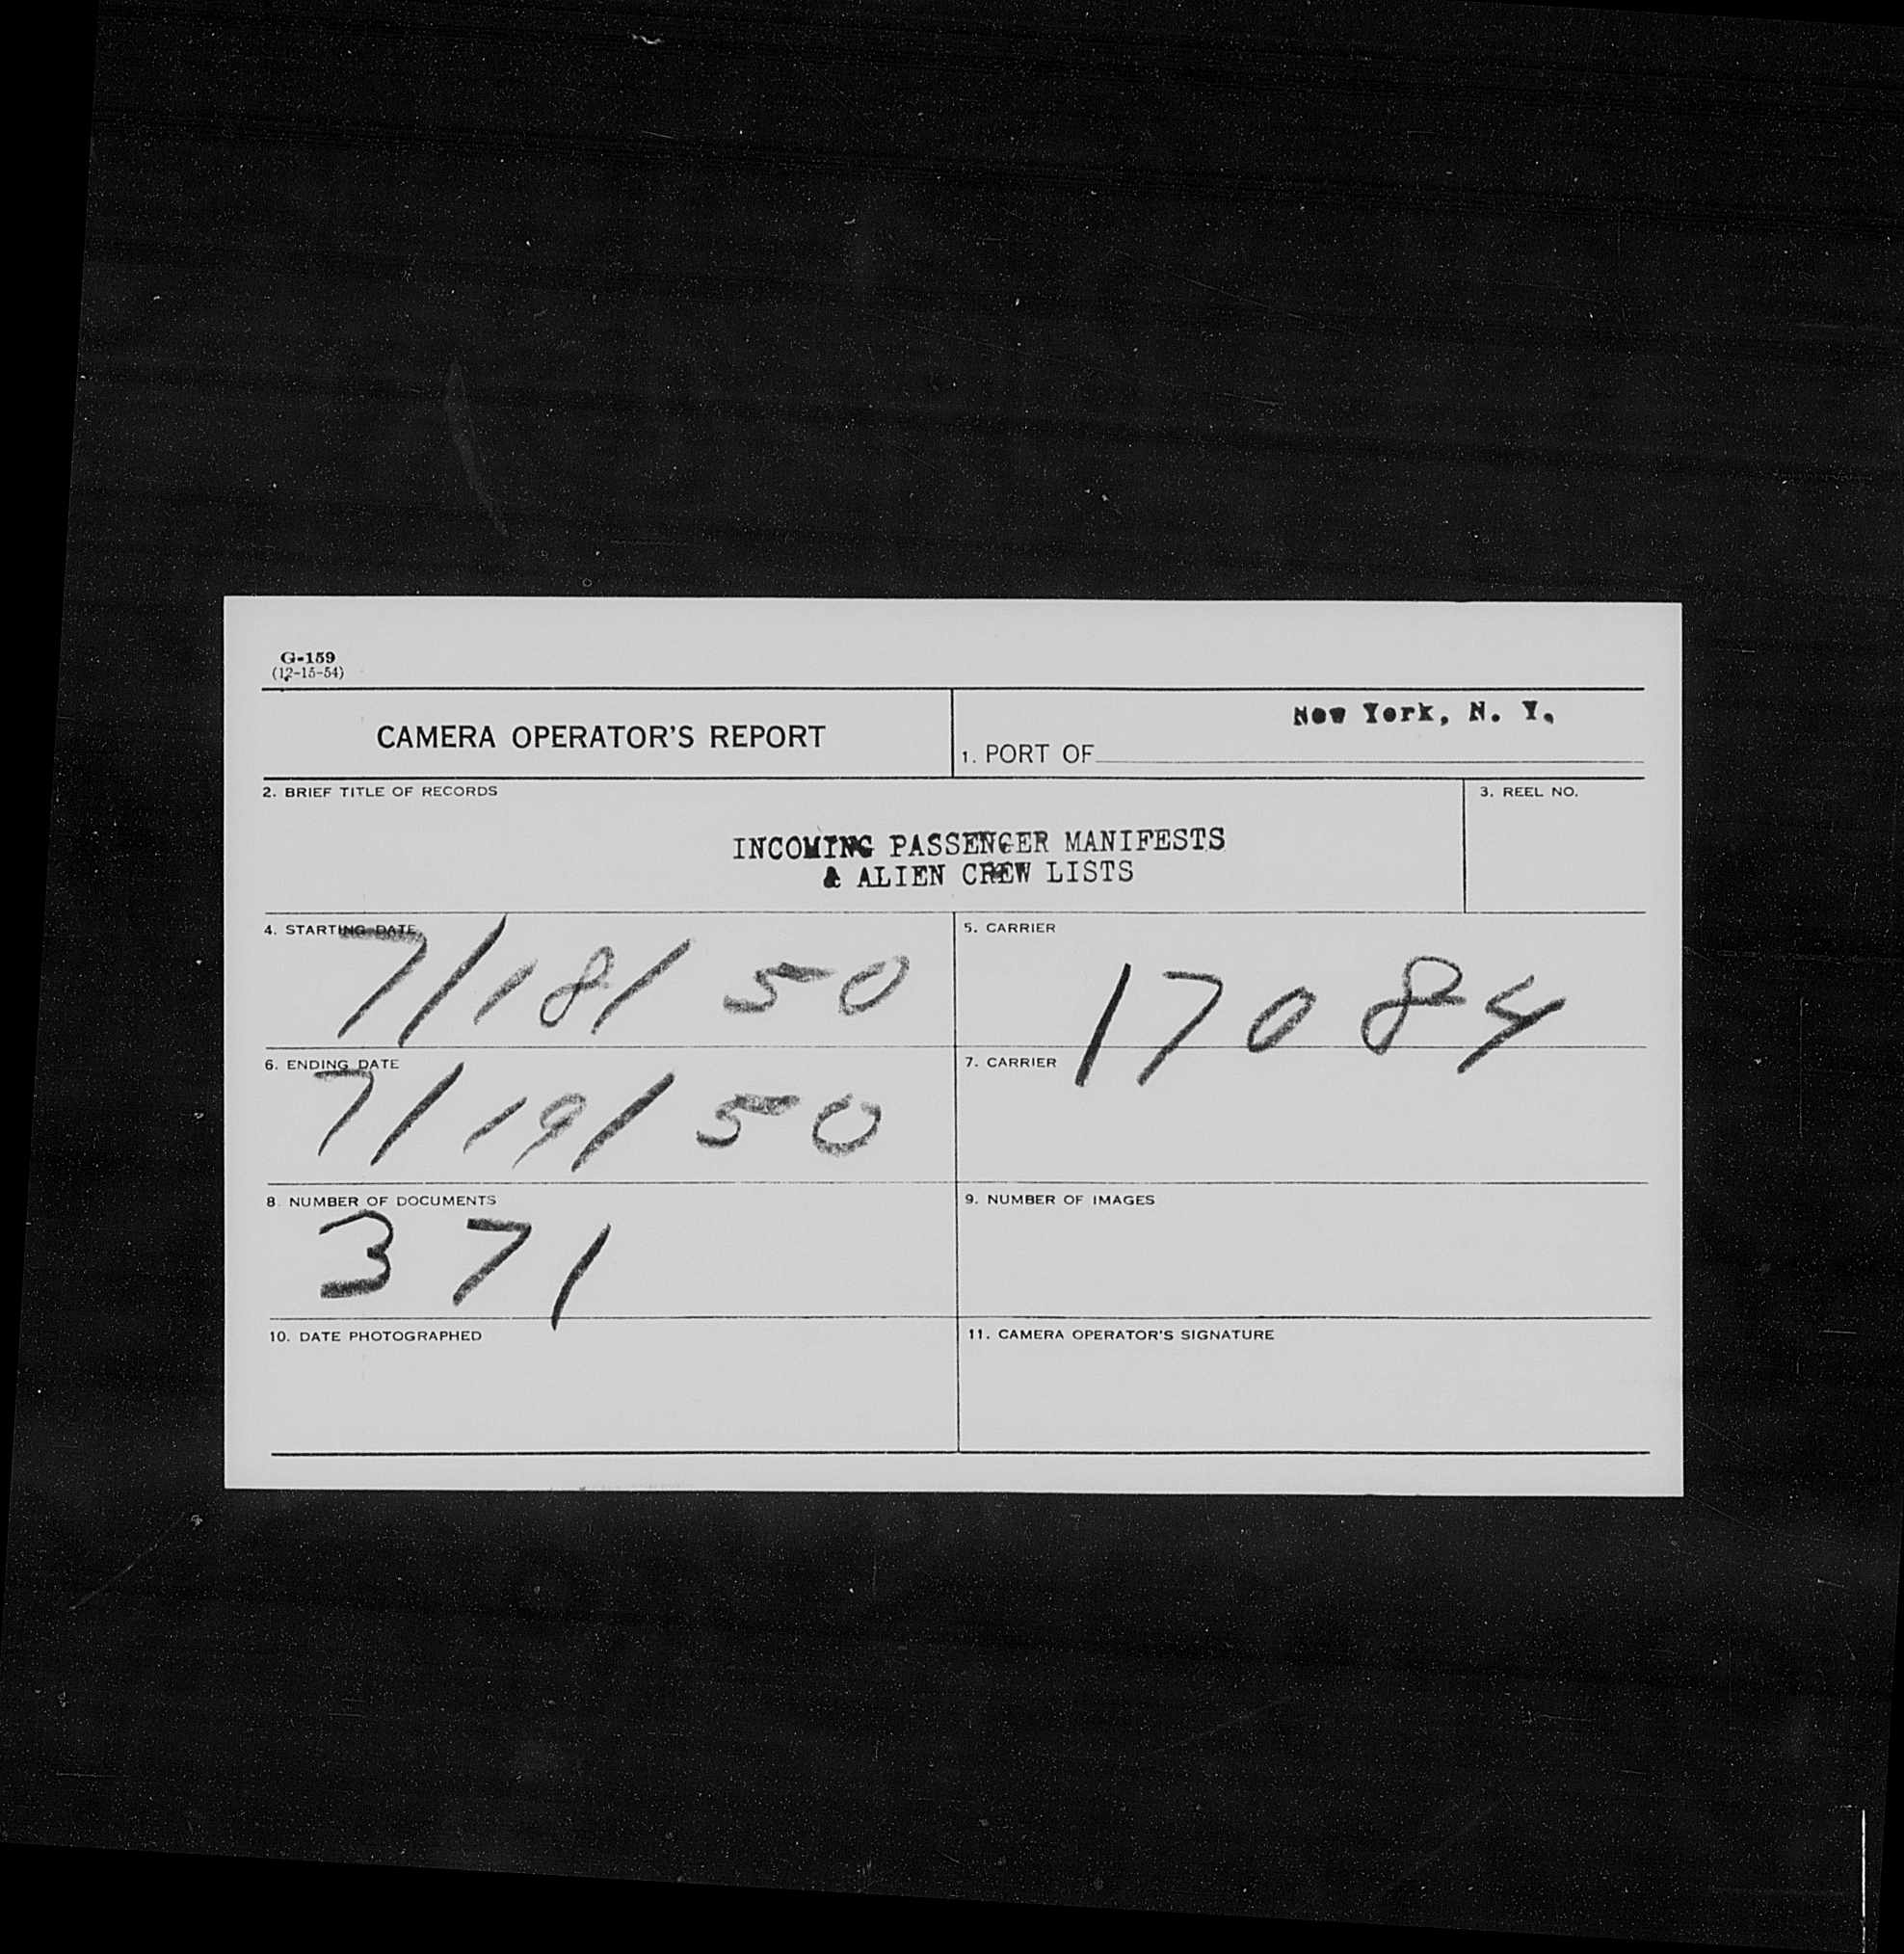 G-159
(12-15-54)
CAMERA OPERATOR'S REPORT
New York, N. Y.
1. PORT OF
2. BRIEF TITLE OF RECORDS
3. REEL NO.
INCOMING PASSENGER MANIFESTS
& ALIEN CREW LISTS
4. STARTING DATE
7/18/50
5. CARRIER
17084
6. ENDING DATE
7/19/50
7. CARRIER
8. NUMBER OF DOCUMENTS
371
9. NUMBER OF IMAGES
10. DATE PHOTOGRAPHED
11. CAMERA OPERATOR'S SIGNATURE